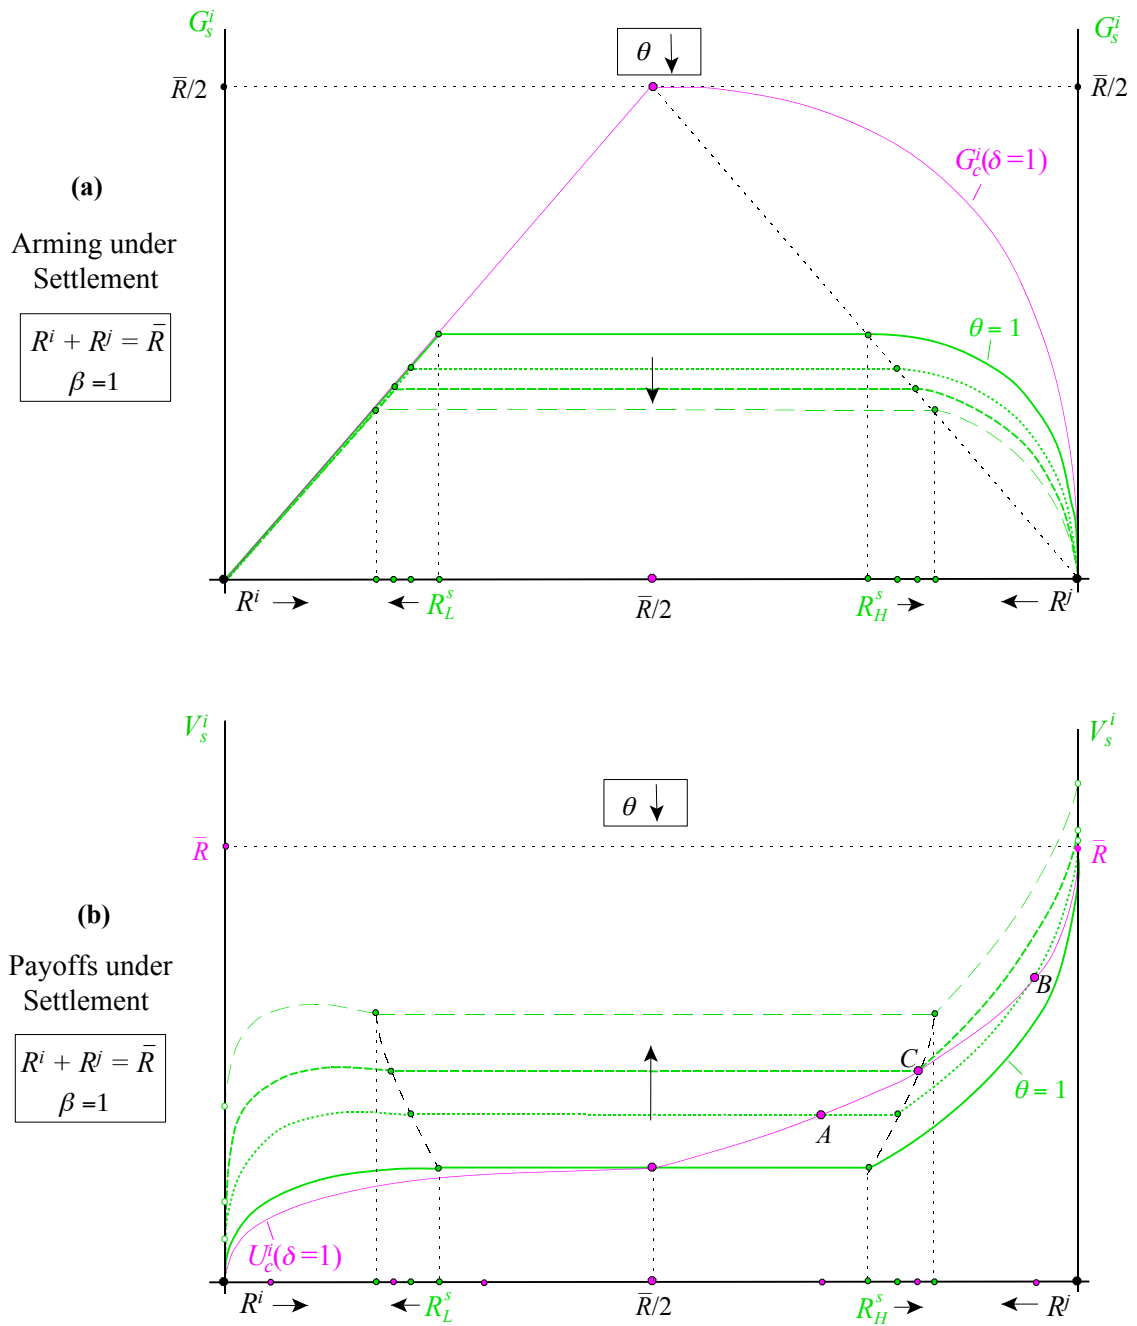 G_s^i
G_s^i
θ ↓
R̅/2
R̅/2
G_c^i(δ=1)
(a)
Arming under
Settlement
R^i + R^j = R̅
β =1
θ = 1
R^i →
← R_L^s
R̅/2
R_H^s →
← R^j
V_s^i
V_s^i
θ ↓
R̅
R̅
(b)
Payoffs under
Settlement
R^i + R^j = R̅
β =1
B
C
θ = 1
A
U_c^i(δ=1)
R^i →
← R_L^s
R̅/2
R_H^s →
← R^j